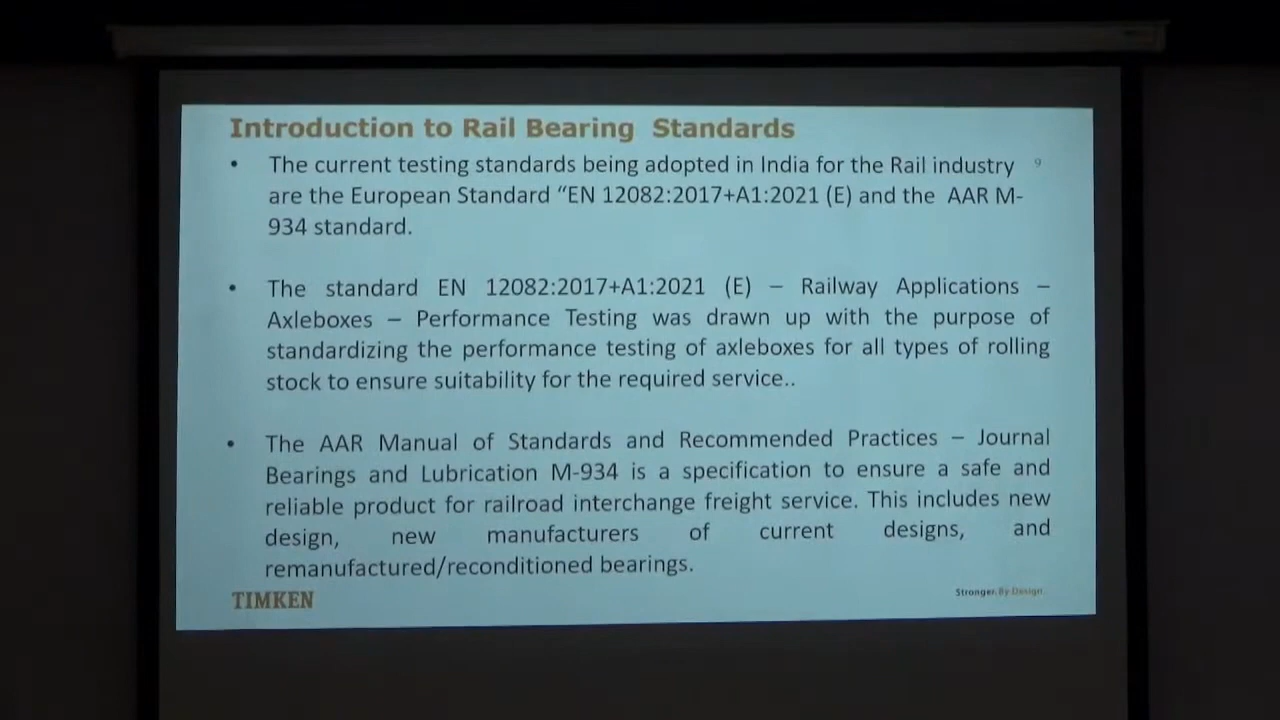 Introduction to Rail Bearing Standards
• The current testing standards being adopted in India for the Rail industry
9
are the European Standard “EN 12082:2017+A1:2021 (E) and the AAR M-
934 standard.
• The standard EN 12082:2017+A1:2021 (E) – Railway Applications –
Axleboxes – Performance Testing was drawn up with the purpose of
standardizing the performance testing of axleboxes for all types of rolling
stock to ensure suitability for the required service..
• The AAR Manual of Standards and Recommended Practices – Journal
Bearings and Lubrication M-934 is a specification to ensure a safe and
reliable product for railroad interchange freight service. This includes new
design, new manufacturers of current designs, and
remanufactured/reconditioned bearings.
TIMKEN
Stronger. By Design.